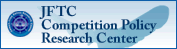 JFTC
Competition Policy
Research Center